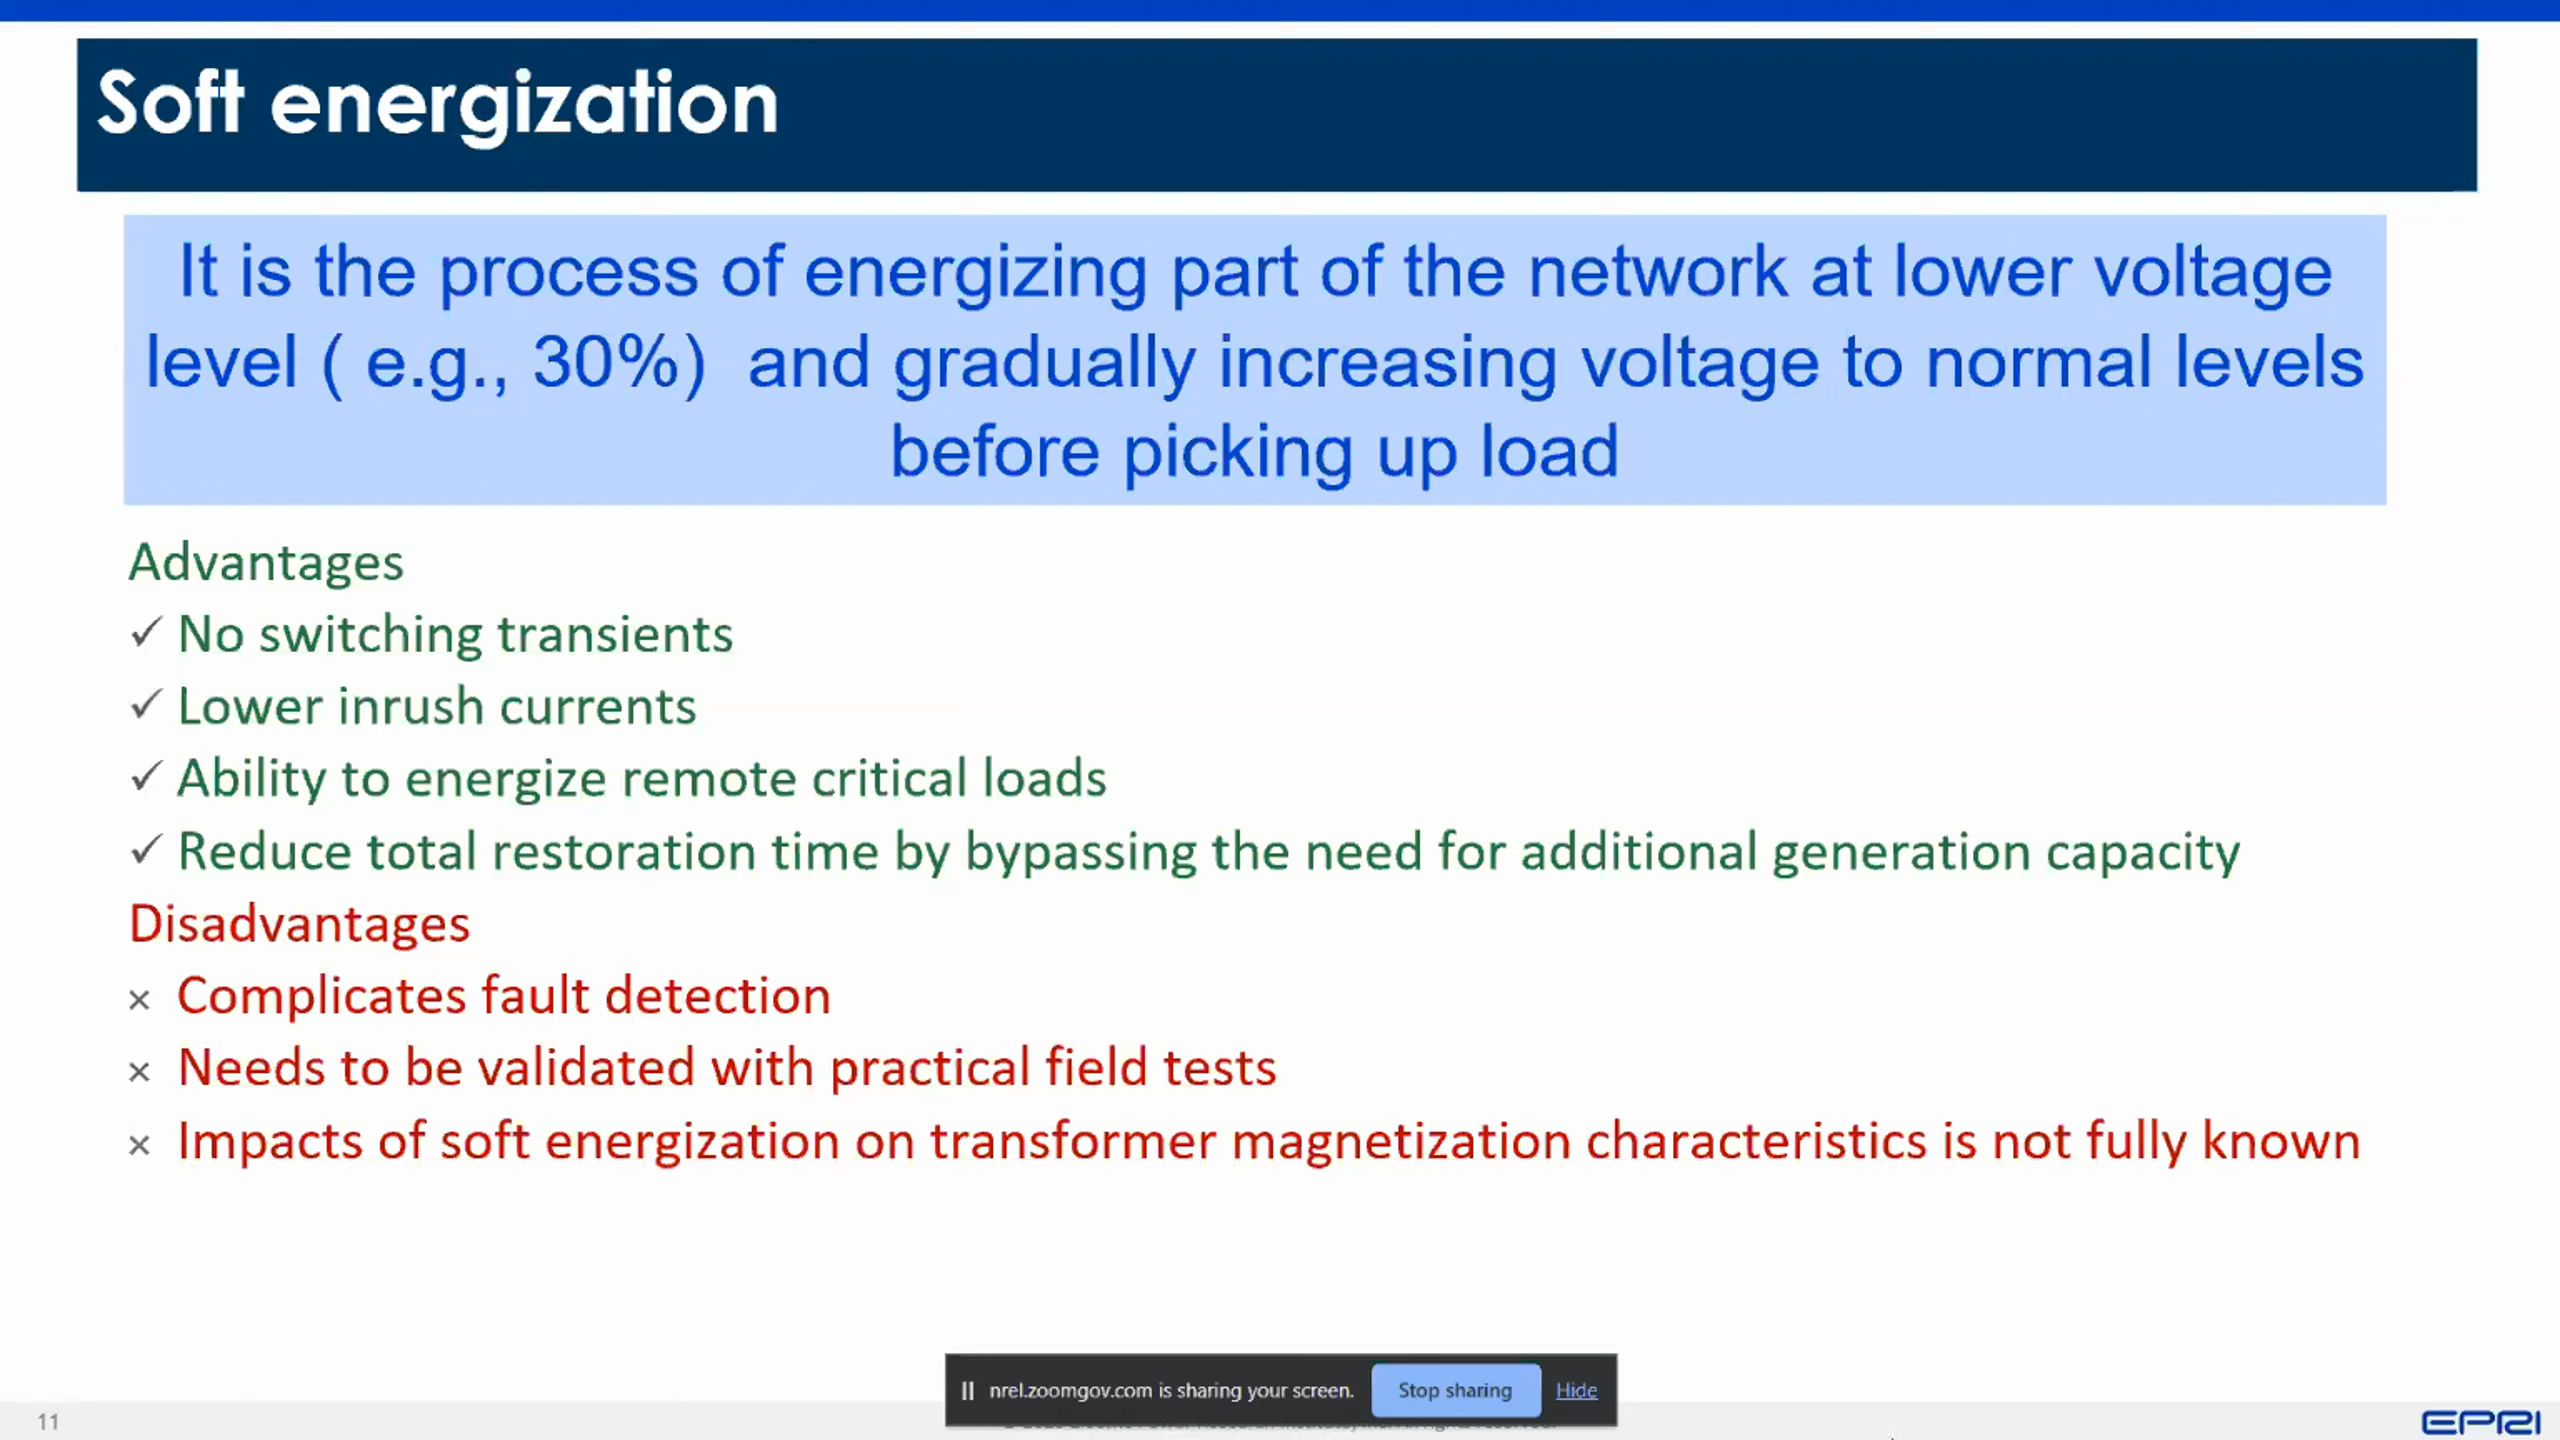 Soft energization
It is the process of energizing part of the network at lower voltage
level ( e.g., 30%) and gradually increasing voltage to normal levels
before picking up load
Advantages
✓ No switching transients
✓ Lower inrush currents
✓ Ability to energize remote critical loads
✓ Reduce total restoration time by bypassing the need for additional generation capacity
Disadvantages
× Complicates fault detection
× Needs to be validated with practical field tests
× Impacts of soft energization on transformer magnetization characteristics is not fully known
nrel.zoomgov.com is sharing your screen. Stop sharing Hide
11
EPRI